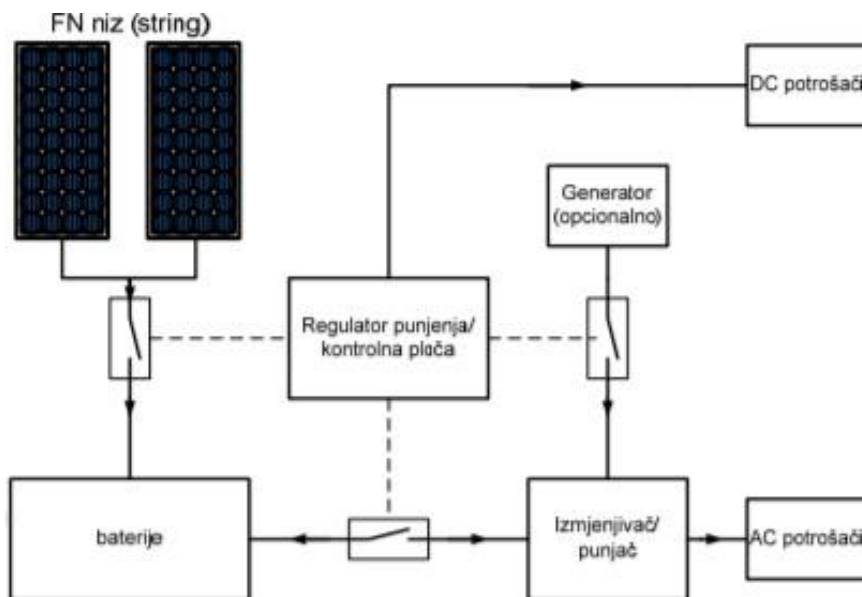 FN niz (string)
DC potrošači
Generator
(opcionalno)
Regulator punjenja/
kontrolna ploča
baterije
Izmjenjivač/
punjač
AC potrošači